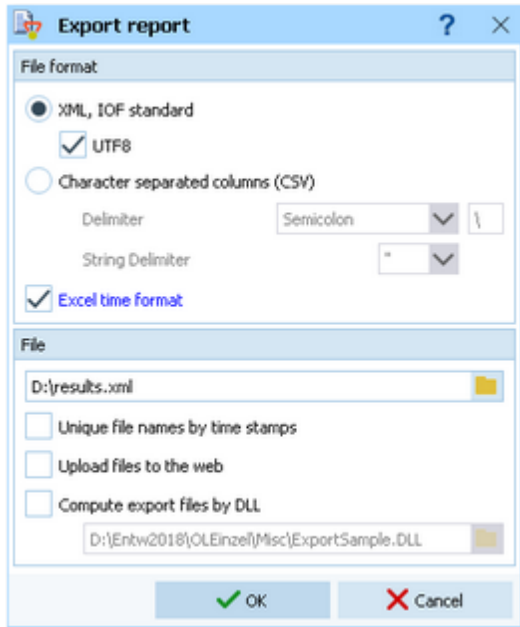 Export report ?
File format
XML, IOF standard
UTF8
Character separated columns (CSV)
Delimiter Semicolon \
String Delimiter "
Excel time format
File
D:\results.xml
Unique file names by time stamps
Upload files to the web
Compute export files by DLL
D:\Entw2018\OLEinzel\Misc\ExportSample.DLL
OK Cancel